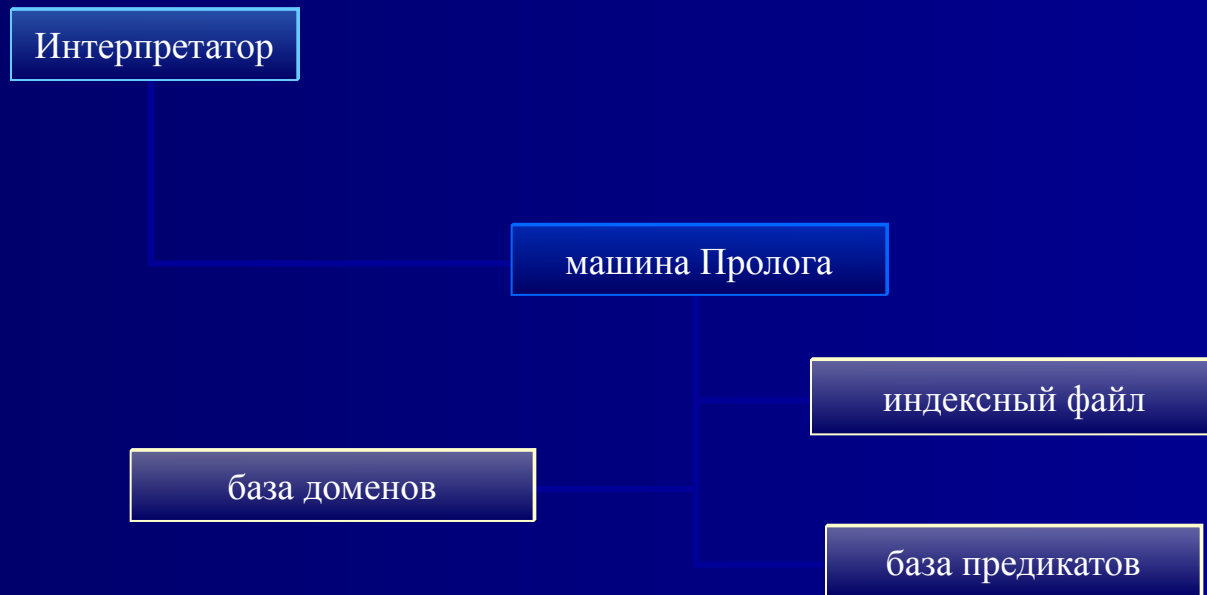 Интерпретатор
машина Пролога
индексный файл
база доменов
база предикатов